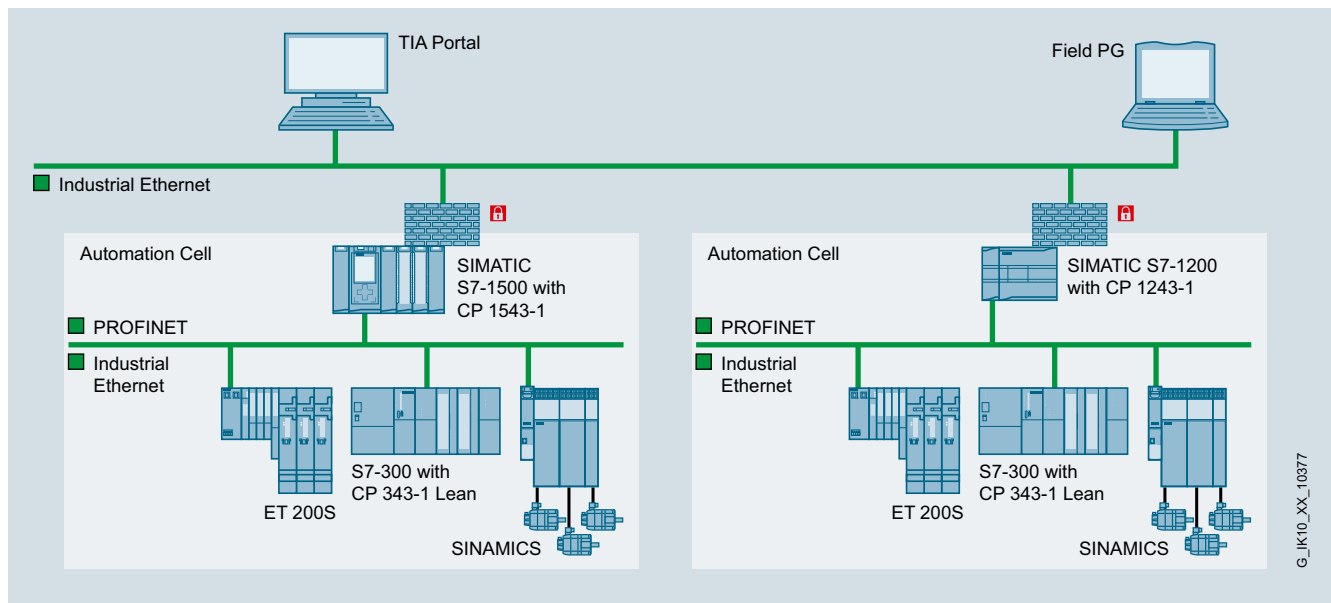 TIA Portal
Field PG
Industrial Ethernet
Automation Cell
SIMATIC
S7-1500 with
CP 1543-1
PROFINET
Industrial
Ethernet
ET 200S
S7-300 with
CP 343-1 Lean
SINAMICS
Automation Cell
SIMATIC S7-1200
with CP 1243-1
PROFINET
Industrial
Ethernet
ET 200S
S7-300 with
CP 343-1 Lean
SINAMICS
G_IK10_XX_10377